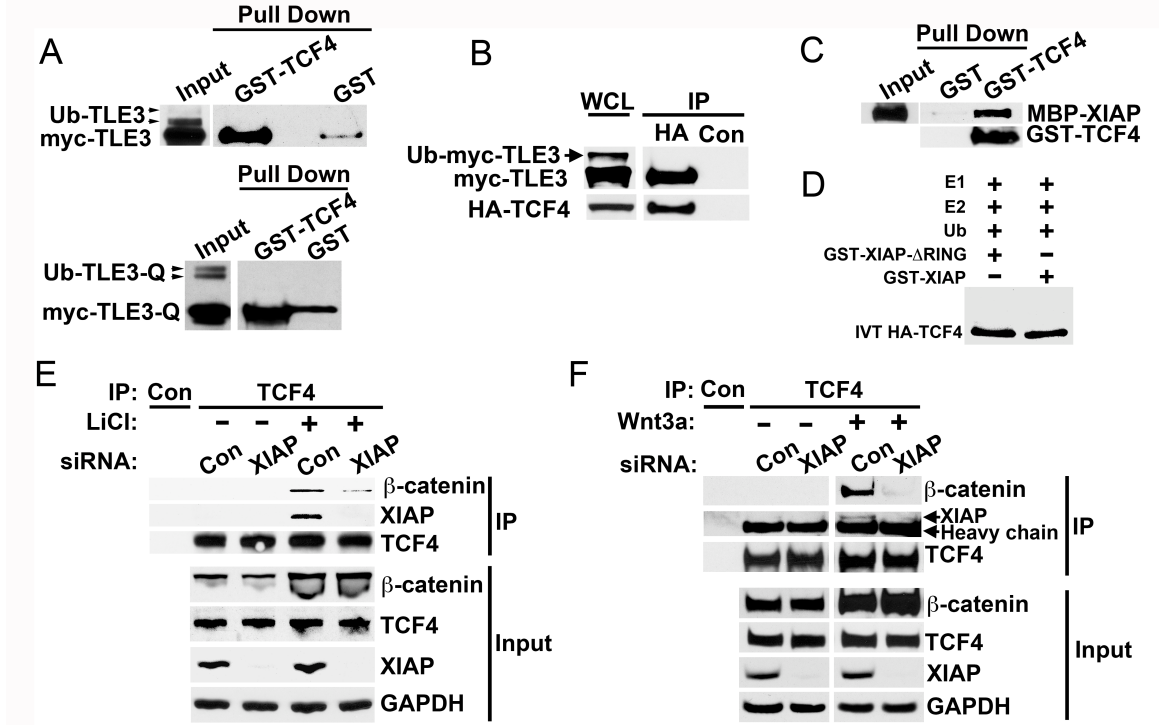 A
Pull Down
Input GST-TCF4 GST
Ub-TLE3
myc-TLE3
Pull Down
Input GST-TCF4 GST
Ub-TLE3-Q
myc-TLE3-Q
B
WCL IP
HA Con
Ub-myc-TLE3
myc-TLE3
HA-TCF4
C
Pull Down
Input GST GST-TCF4
MBP-XIAP
GST-TCF4
D
E1 + +
E2 + +
Ub + +
GST-XIAP-ΔRING + -
GST-XIAP - +
IVT HA-TCF4
E
IP: Con TCF4
LiCl: - - + +
siRNA: Con XIAP Con XIAP
β-catenin
XIAP
TCF4
IP
β-catenin
TCF4
XIAP
GAPDH
Input
F
IP: Con TCF4
Wnt3a: - - + +
siRNA: Con XIAP Con XIAP
β-catenin
XIAP
Heavy chain
TCF4
IP
β-catenin
TCF4
XIAP
GAPDH
Input